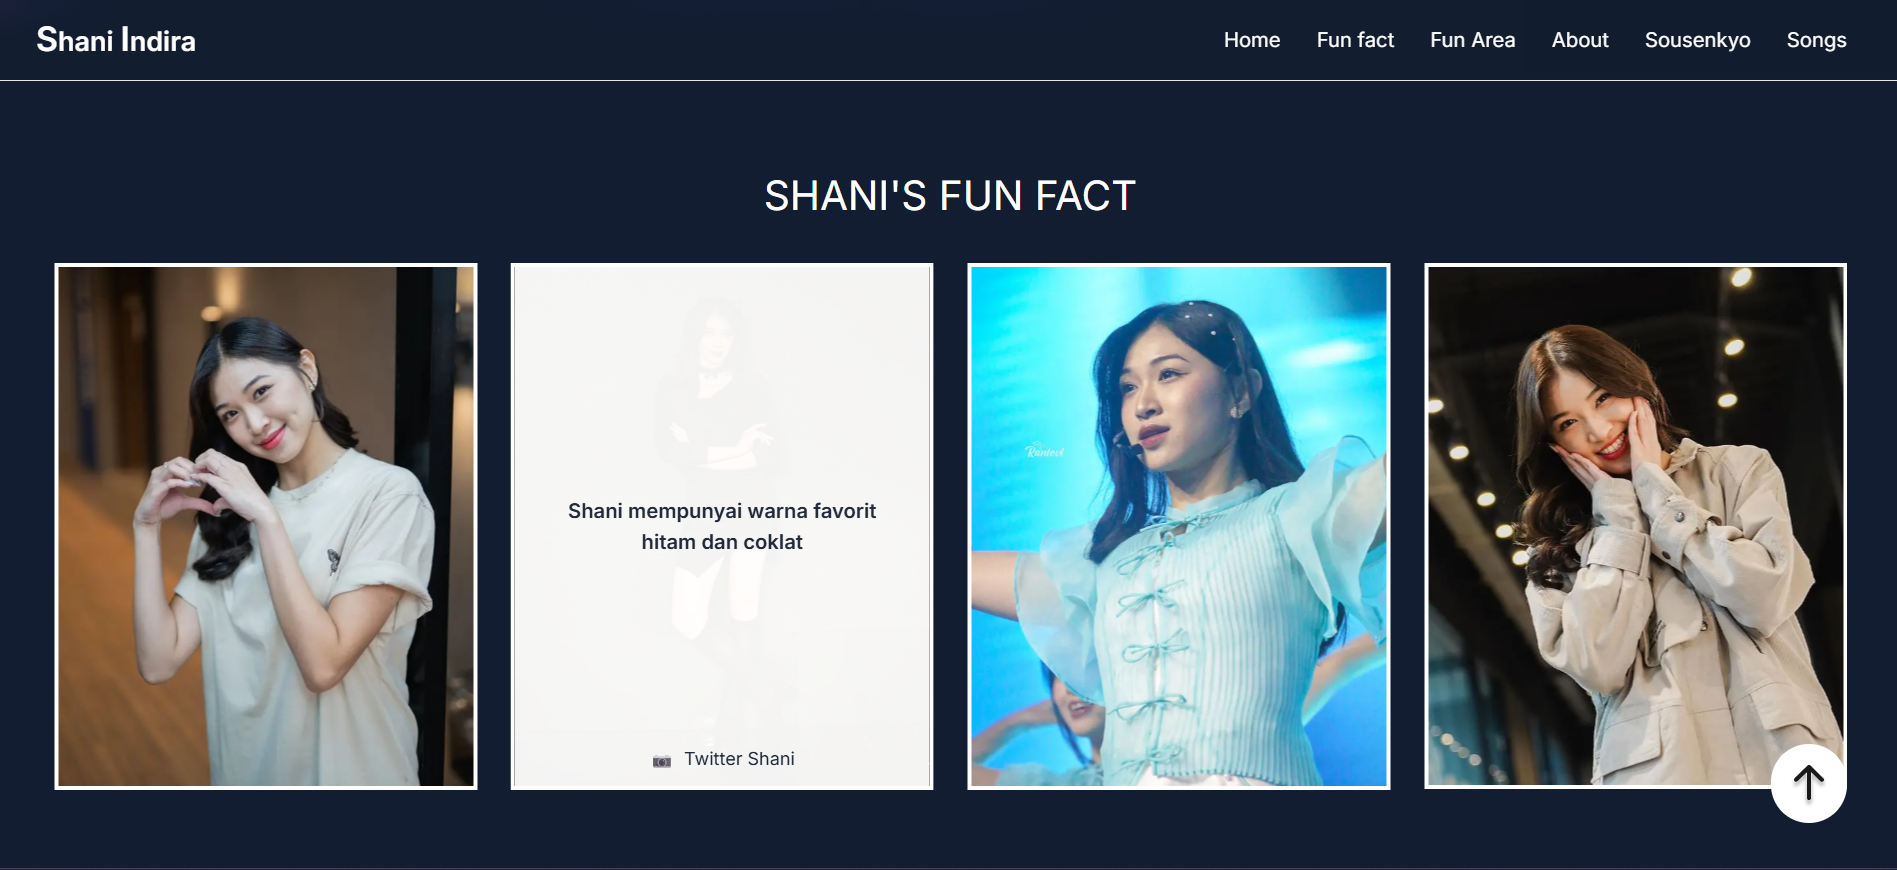 Shani Indira
Home
Fun fact
Fun Area
About
Sousenkyo
Songs
SHANI'S FUN FACT
Shani mempunyai warna favorit
hitam dan coklat
📷 Twitter Shani